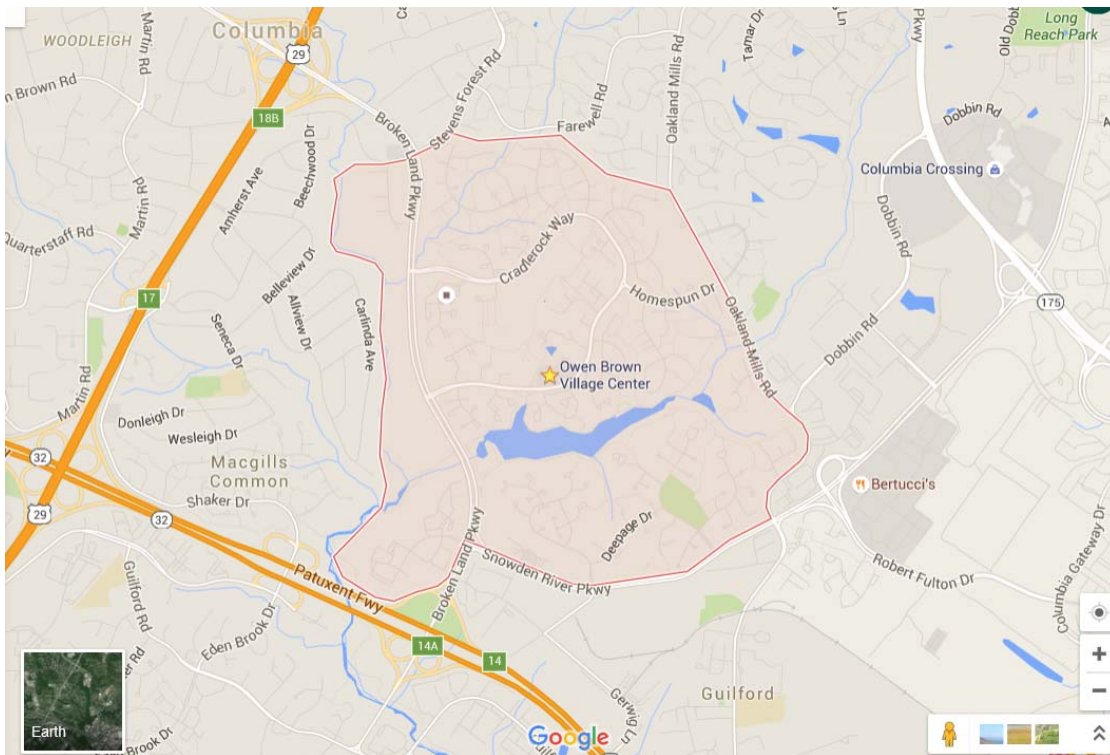 Columbia
WOODLEIGH
Martin Rd
n Brown Rd
29
18B
Broken Land Pkwy
Stevens Forest Rd
Farewell Rd
Oakland Mills Rd
Tamar Dr
Pkwy
Old Dobb
Long
Reach Park
Dobbin Rd
Columbia Crossing
Dobbin Rd
Beechwood Dr
Amherst Ave
Martin Rd
Quarterstaff Rd
Belleview Dr
Allview Dr
Carlinda Ave
Seneca Dr
17
Cradlerock Way
Homespun Dr
Oakland Mills Rd
Dobbin Rd
175
Owen Brown
Village Center
Martin Rd
Donleigh Dr
Wesleigh Dr
Macgills
Common
Shaker Dr
32
32
29
Bertucci's
Deepage Dr
Broken Land Pkwy
Snowden River Pkwy
Robert Fulton Dr
Columbia Gateway Dr
Patuxent Fwy
Guilford Rd
Eden Brook Dr
Broken Land Pkwy
14A
14
Gerwig Ln
Guilford
Earth
Google